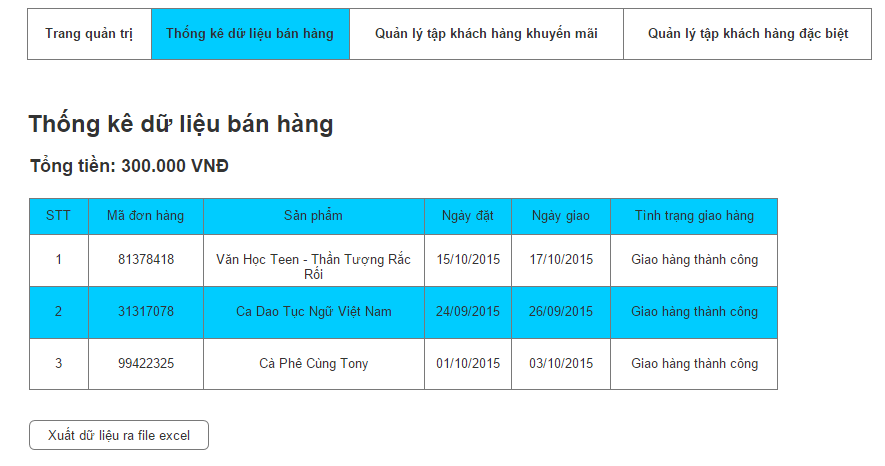 Trang quản trị Thống kê dữ liệu bán hàng Quản lý tập khách hàng khuyến mãi Quản lý tập khách hàng đặc biệt
Thống kê dữ liệu bán hàng
Tổng tiền: 300.000 VNĐ
STT Mã đơn hàng Sản phẩm Ngày đặt Ngày giao Tình trạng giao hàng
1 81378418 Văn Học Teen - Thần Tượng Rắc Rối 15/10/2015 17/10/2015 Giao hàng thành công
2 31317078 Ca Dao Tục Ngữ Việt Nam 24/09/2015 26/09/2015 Giao hàng thành công
3 99422325 Cà Phê Cùng Tony 01/10/2015 03/10/2015 Giao hàng thành công
Xuất dữ liệu ra file excel